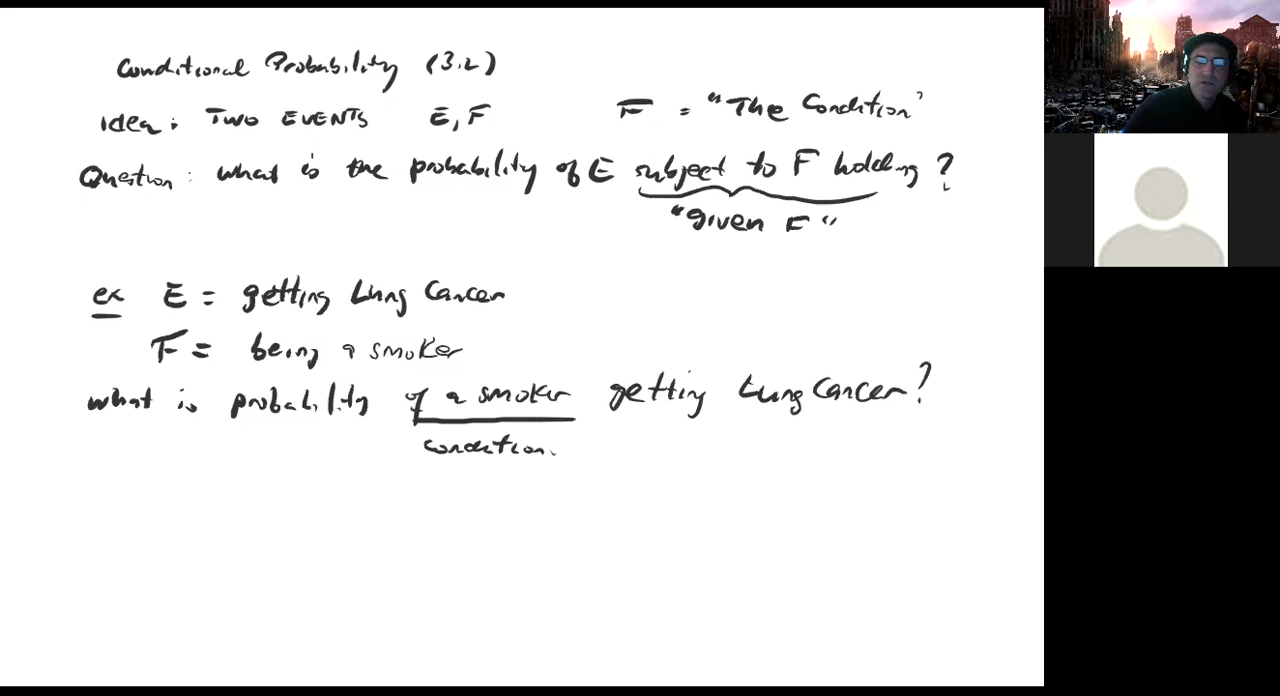 Conditional Probability (3.2)
Idea: TWO EVENTS E, F F = "The Condition"
Question: what is the probability of E subject to F holding?
"given F"
ex E = getting Lung Cancer
F = being a smoker
what is probability of a smoker getting Lung Cancer?
condition.